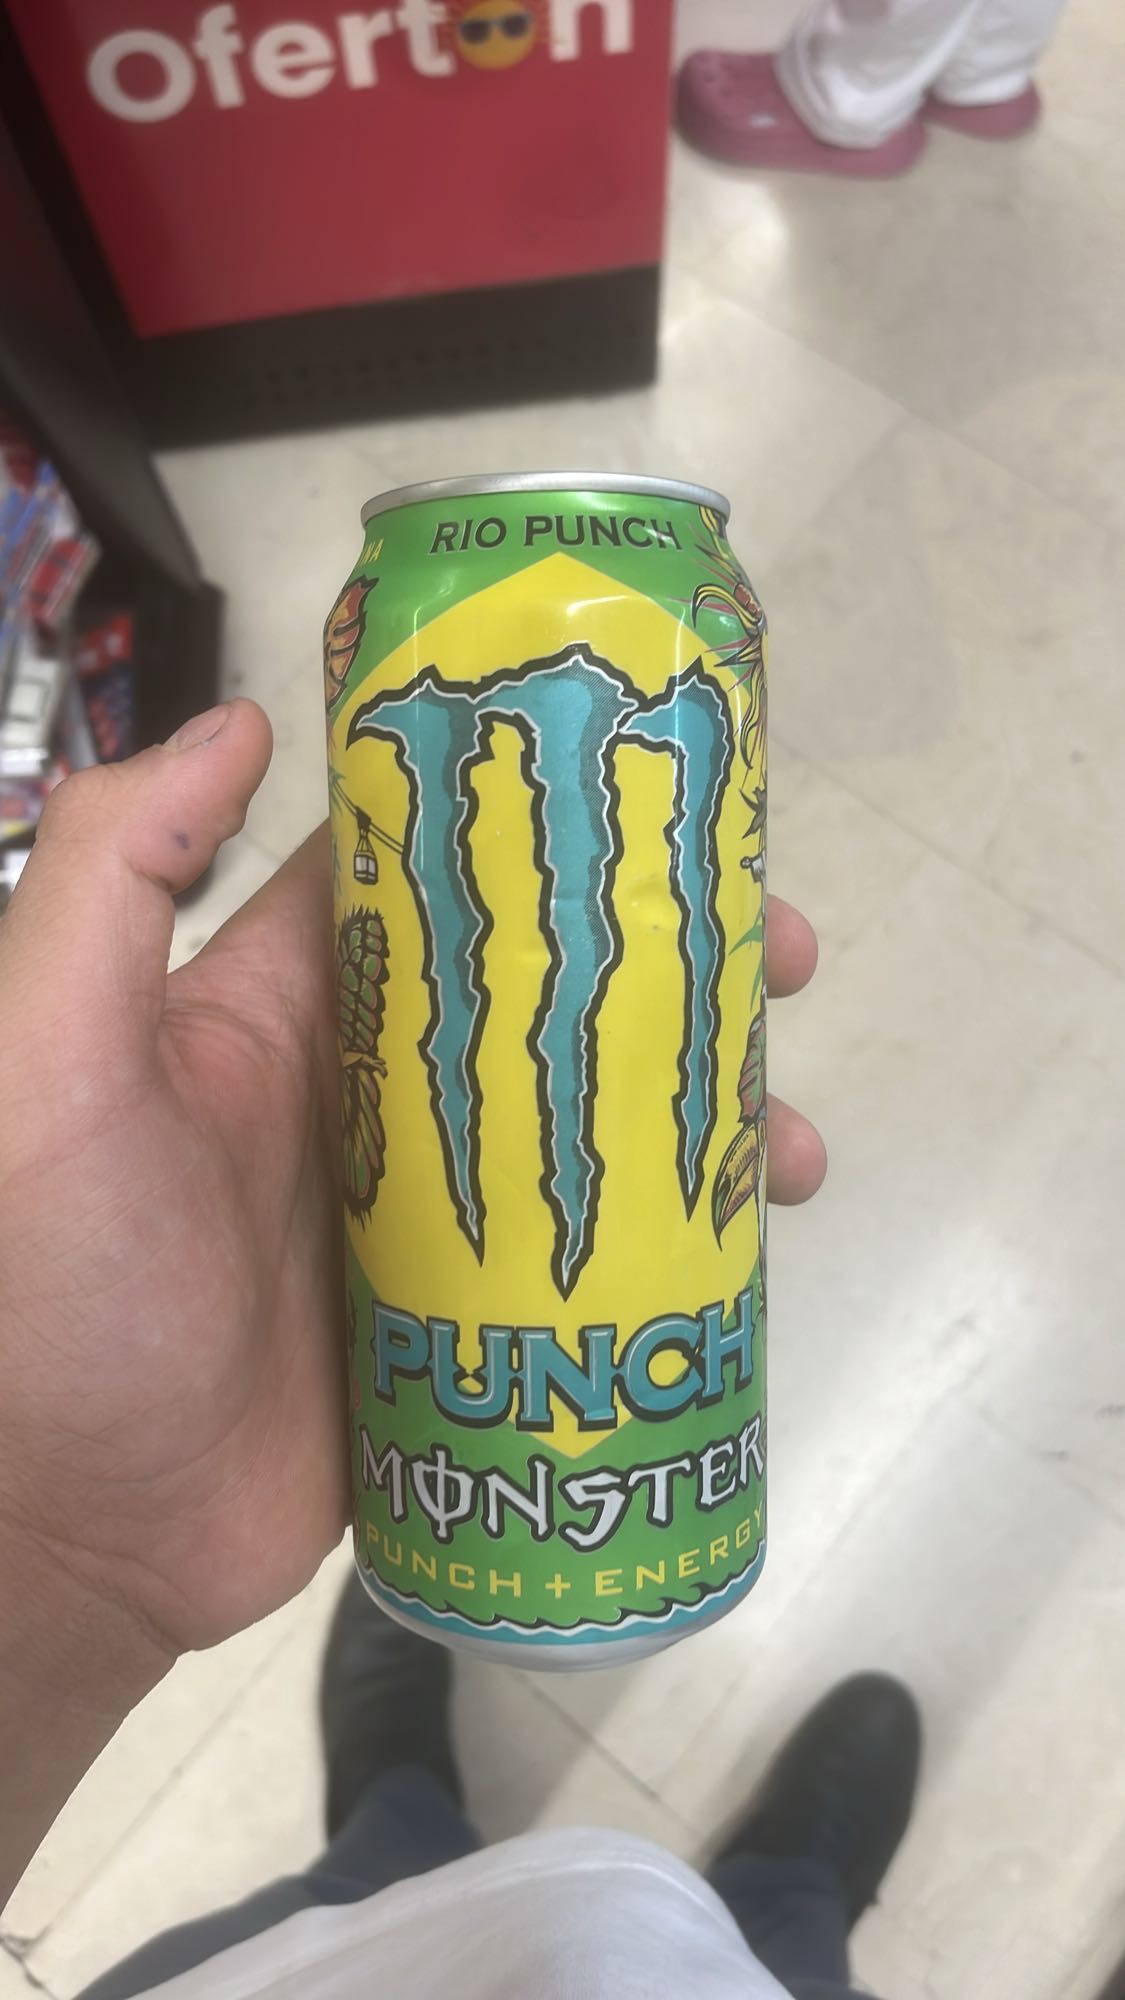 Oferton
RIO PUNCH
PUNCH
MONSTER
PUNCH + ENERGY